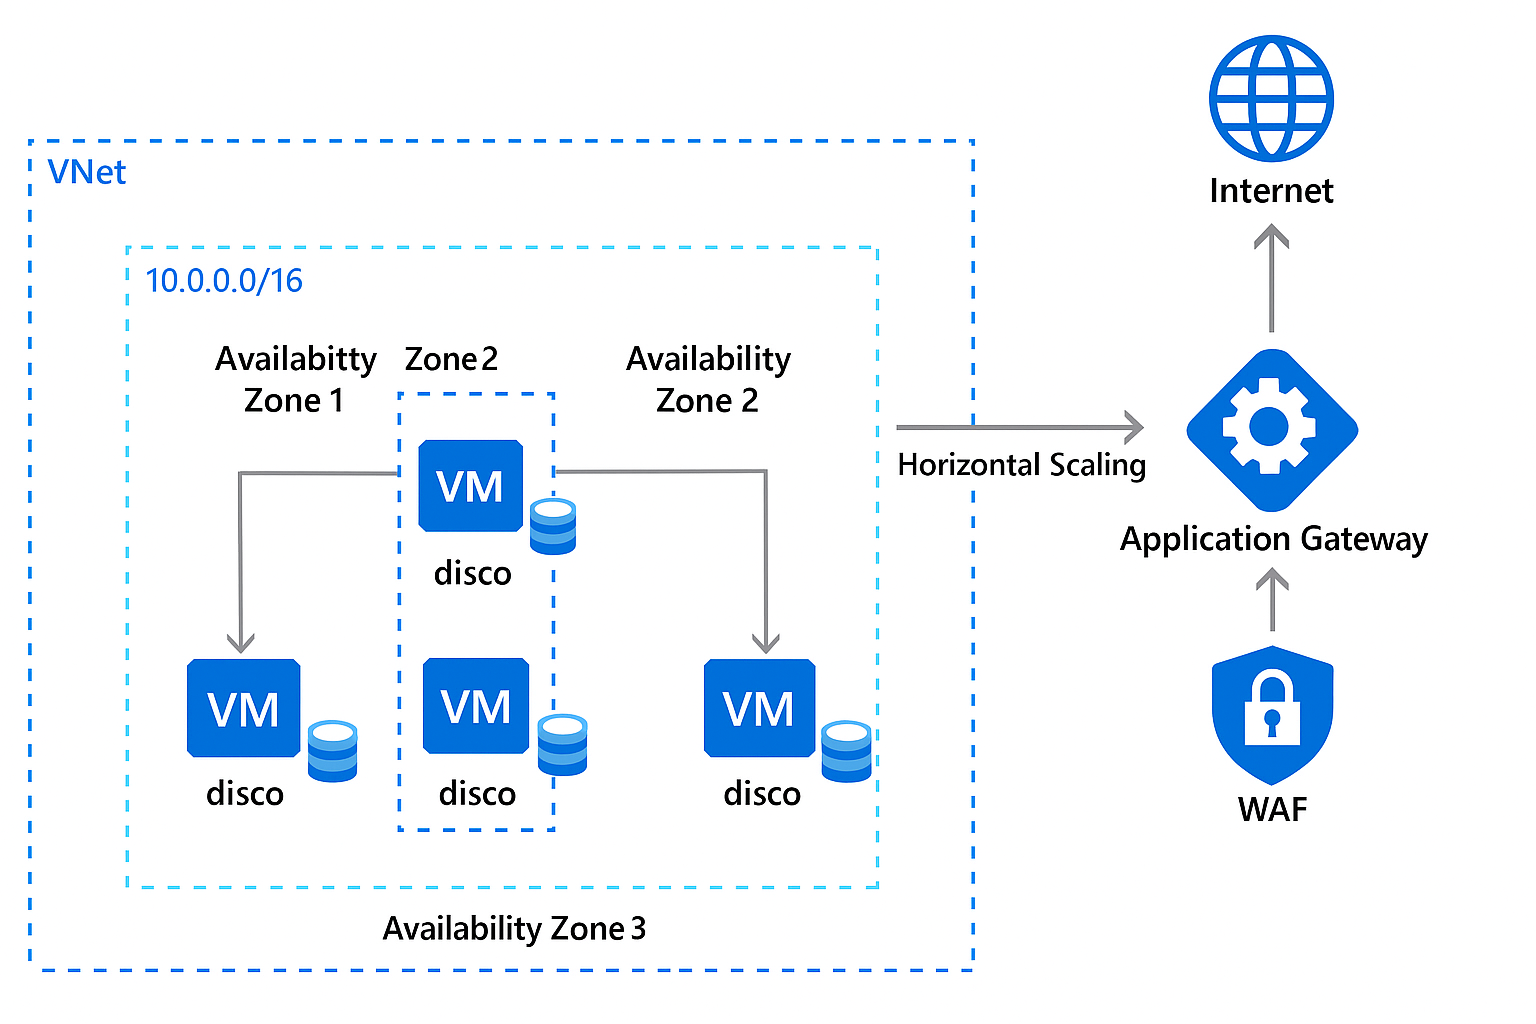 Internet
VNet
10.0.0.0/16
Availabitty
Zone 1
Zone 2
Availability
Zone 2
VM
disco
Horizontal Scaling
Application Gateway
VM
disco
VM
disco
VM
disco
WAF
Availability Zone 3